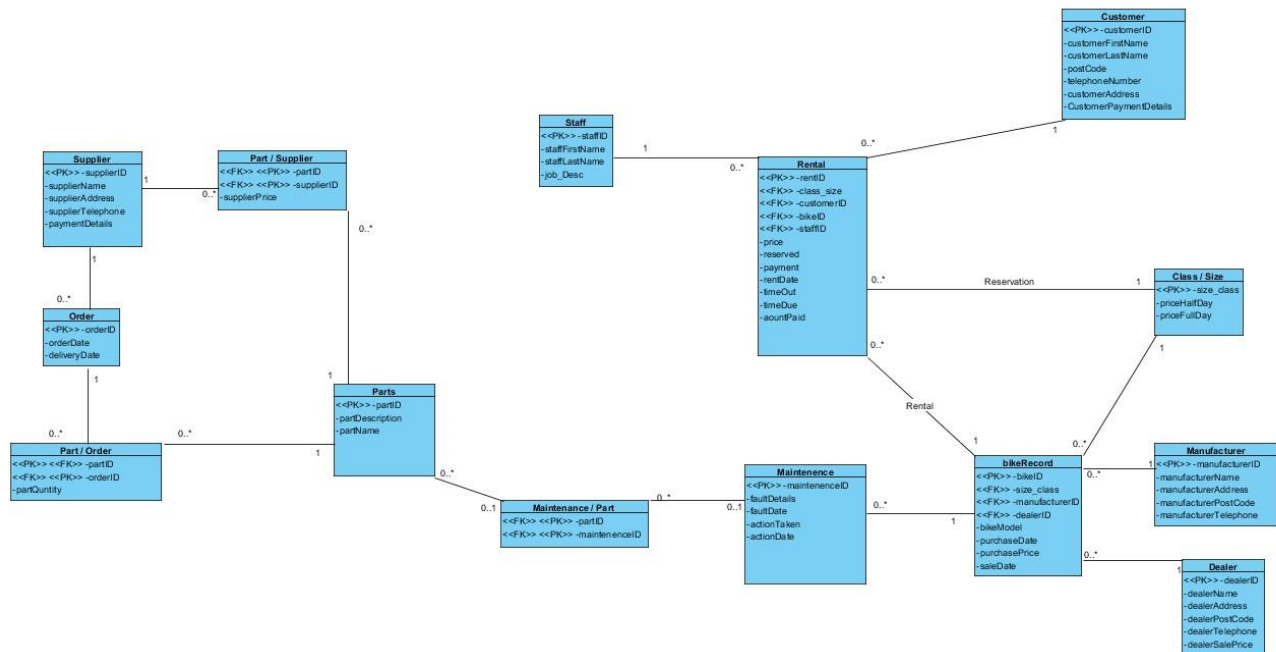 Customer
<<PK>> -customerID
-customerFirstName
-customerLastName
-postCode
-telephoneNumber
-customerAddress
-CustomerPaymentDetails
1
0..*
Staff
<<PK>> -staffID
-staffFirstName
-staffLastName
-job_Desc
1
0..*
Rental
<<PK>> -rentID
<<FK>> -class_size
<<FK>> -customerID
<<FK>> -bikeID
<<FK>> -staffID
-price
-reserved
-payment
-rentDate
-timeOut
-timeDue
-aountPaid
Supplier
<<PK>> -supplierID
-supplierName
-supplierAddress
-supplierTelephone
-paymentDetails
1
0..*
Part / Supplier
<<FK>> <<PK>> -partID
<<FK>> <<PK>> -supplierID
-supplierPrice
0..*
1
1
0..*
Order
<<PK>> -orderID
-orderDate
-deliveryDate
1
0..*
Part / Order
<<PK>> <<FK>> -partID
<<FK>> <<PK>> -orderID
-partQuntity
0..*
1
Parts
<<PK>> -partID
-partDescription
-partName
0..*
0..1
Maintenance / Part
<<FK>> <<PK>> -partID
<<FK>> <<PK>> -maintenenceID
0..*
0..1
Maintenence
<<PK>> -maintenenceID
-faultDetails
-faultDate
-actionTaken
-actionDate
0..*
1
0..*
Reservation
1
Class / Size
<<PK>> -size_class
-priceHalfDay
-priceFullDay
1
0..*
0..*
Rental
1
bikeRecord
<<PK>> -bikeID
<<FK>> -size_class
<<FK>> -manufacturerID
<<FK>> -dealerID
-bikeModel
-purchaseDate
-purchasePrice
-saleDate
0..*
1
Manufacturer
<<PK>> -manufacturerID
-manufacturerName
-manufacturerAddress
-manufacturerPostCode
-manufacturerTelephone
0..*
1
Dealer
<<PK>> -dealerID
-dealerName
-dealerAddress
-dealerPostCode
-dealerTelephone
-dealerSalePrice